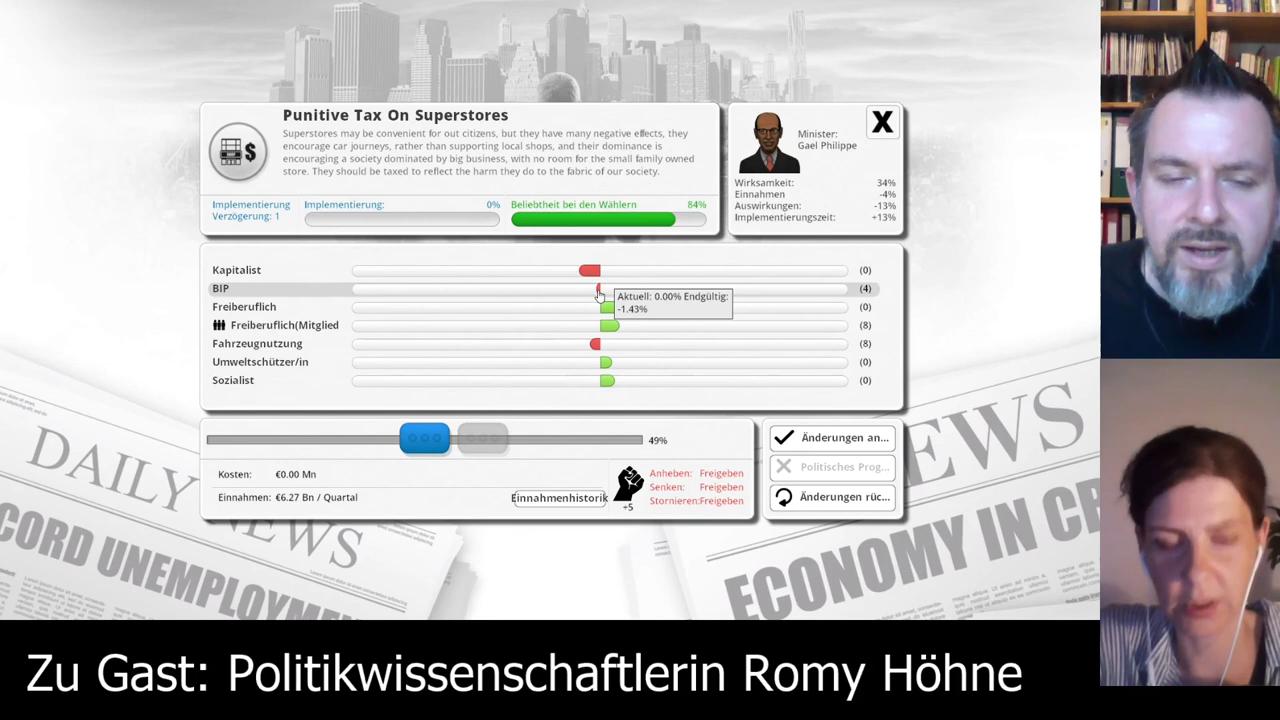 Punitive Tax On Superstores
Superstores may be convenient for out citizens, but they have many negative effects, they
encourage car journeys, rather than supporting local shops, and their dominance is
encouraging a society dominated by big business, with no room for the small family owned
store. They should be taxed to reflect the harm they do to the fabric of our society.
Implementierung
Verzögerung: 1
Implementierung: 0%
Beliebtheit bei den Wählern 84%
Minister:
Gael Philippe
X
Wirksamkeit: 34%
Einnahmen -4%
Auswirkungen: -13%
Implementierungszeit: +13%
Kapitalist (0)
BIP (4)
Aktuell: 0.00% Endgültig:
-1.43%
Freiberuflich (0)
Freiberuflich(Mitglied (8)
Fahrzeugnutzung (8)
Umweltschützer/in (0)
Sozialist (0)
49%
Kosten: €0.00 Mn
Einnahmen: €6.27 Bn / Quartal
Einnahmenhistorik
+5
Anheben: Freigeben
Senken: Freigeben
Stornieren:Freigeben
Änderungen an...
Politisches Prog...
Änderungen rüc...
DAILY NEWS
CORD UNEMPLOYME
NEWS
ECONOMY IN CR
Zu Gast: Politikwissenschaftlerin Romy Höhne